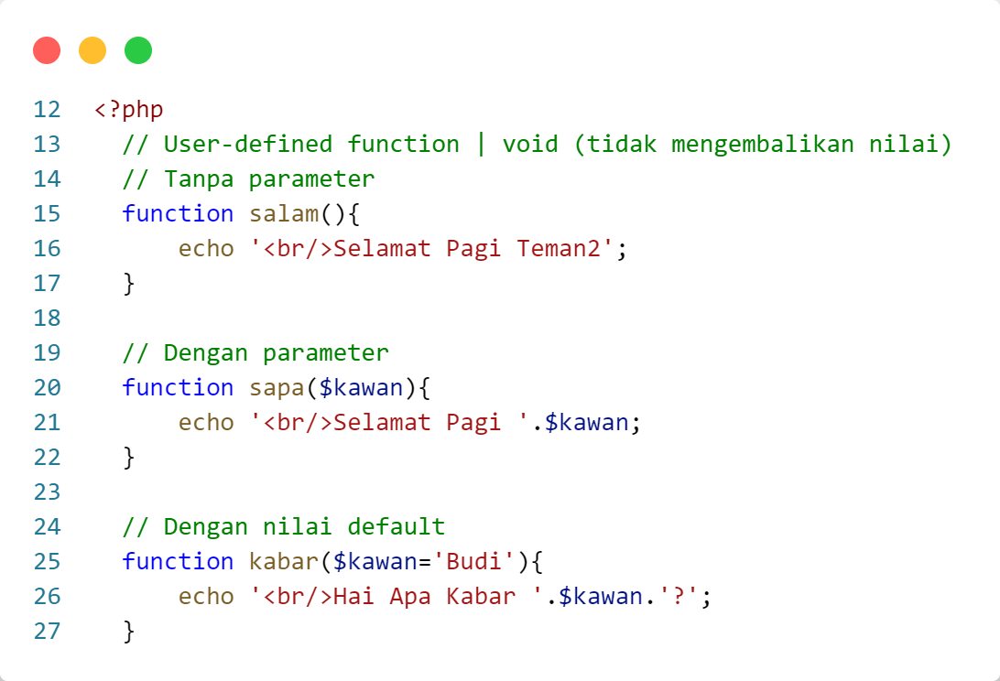 12 <?php
13   // User-defined function | void (tidak mengembalikan nilai)
14   // Tanpa parameter
15   function salam(){
16       echo '<br/>Selamat Pagi Teman2';
17   }
18
19   // Dengan parameter
20   function sapa($kawan){
21       echo '<br/>Selamat Pagi '.$kawan;
22   }
23
24   // Dengan nilai default
25   function kabar($kawan='Budi'){
26       echo '<br/>Hai Apa Kabar '.$kawan.'?';
27   }